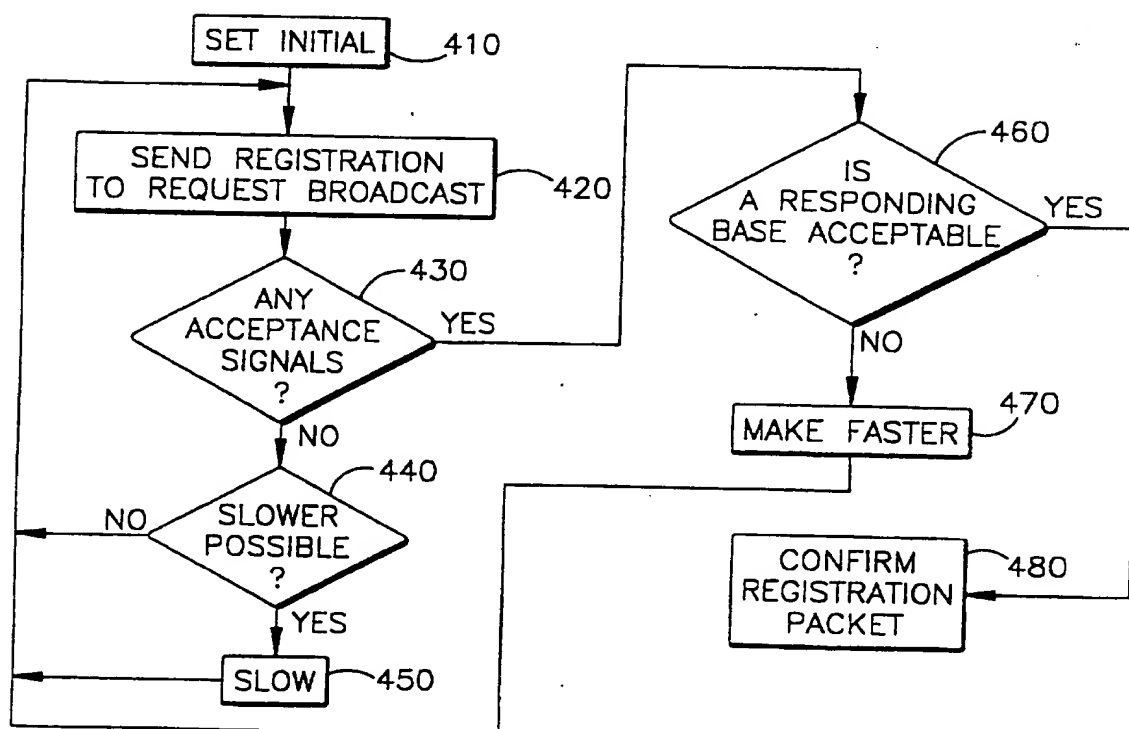 SET INITIAL
410
SEND REGISTRATION
TO REQUEST BROADCAST
420
430
ANY
ACCEPTANCE
SIGNALS
?
YES
NO
440
SLOWER
POSSIBLE
?
NO
YES
SLOW
450
460
IS
A RESPONDING
BASE ACCEPTABLE
?
YES
NO
MAKE FASTER
470
CONFIRM
REGISTRATION
PACKET
480